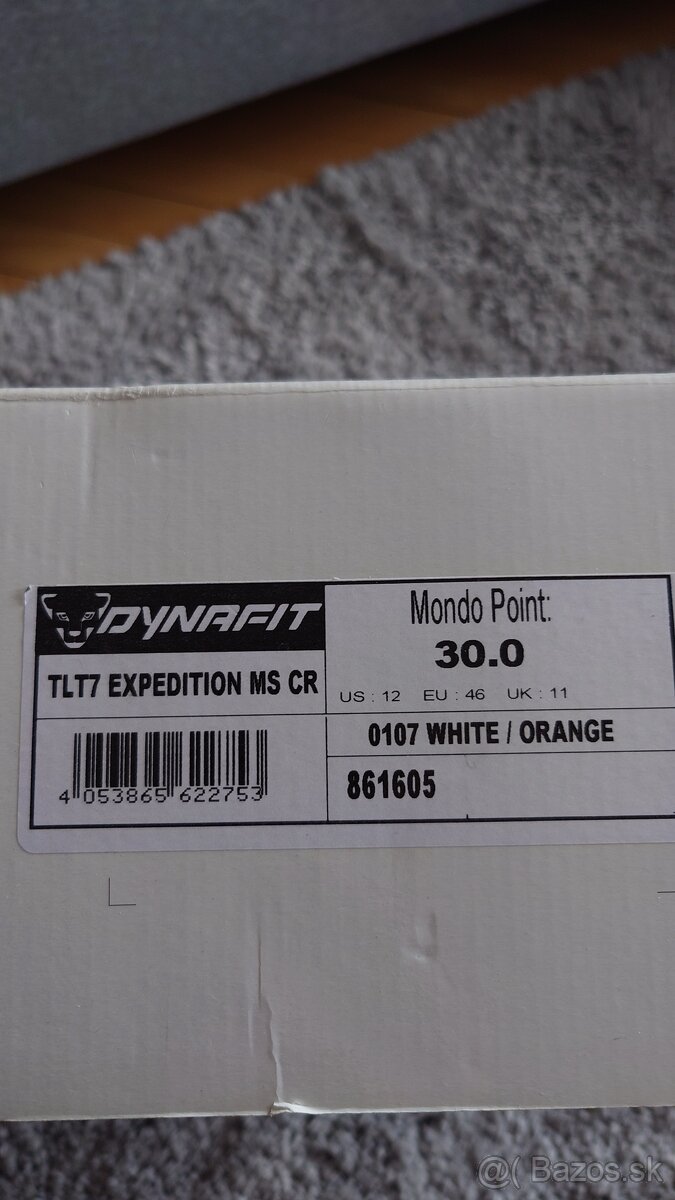 DYNAFIT
TLT7 EXPEDITION MS CR
4 053865 622753
Mondo Point:
30.0
US : 12 EU : 46 UK : 11
0107 WHITE / ORANGE
861605
@( Bazos.sk